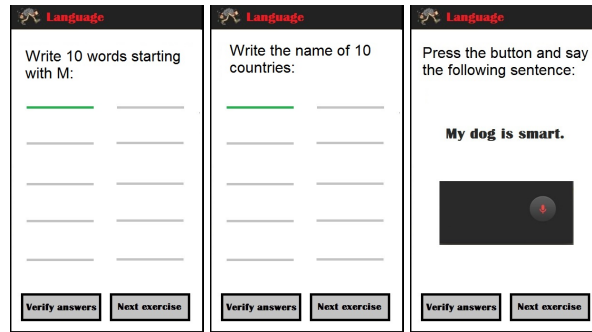 Language
Write 10 words starting
with M:
Verify answers
Next exercise
Language
Write the name of 10
countries:
Verify answers
Next exercise
Language
Press the button and say
the following sentence:
My dog is smart.
Verify answers
Next exercise